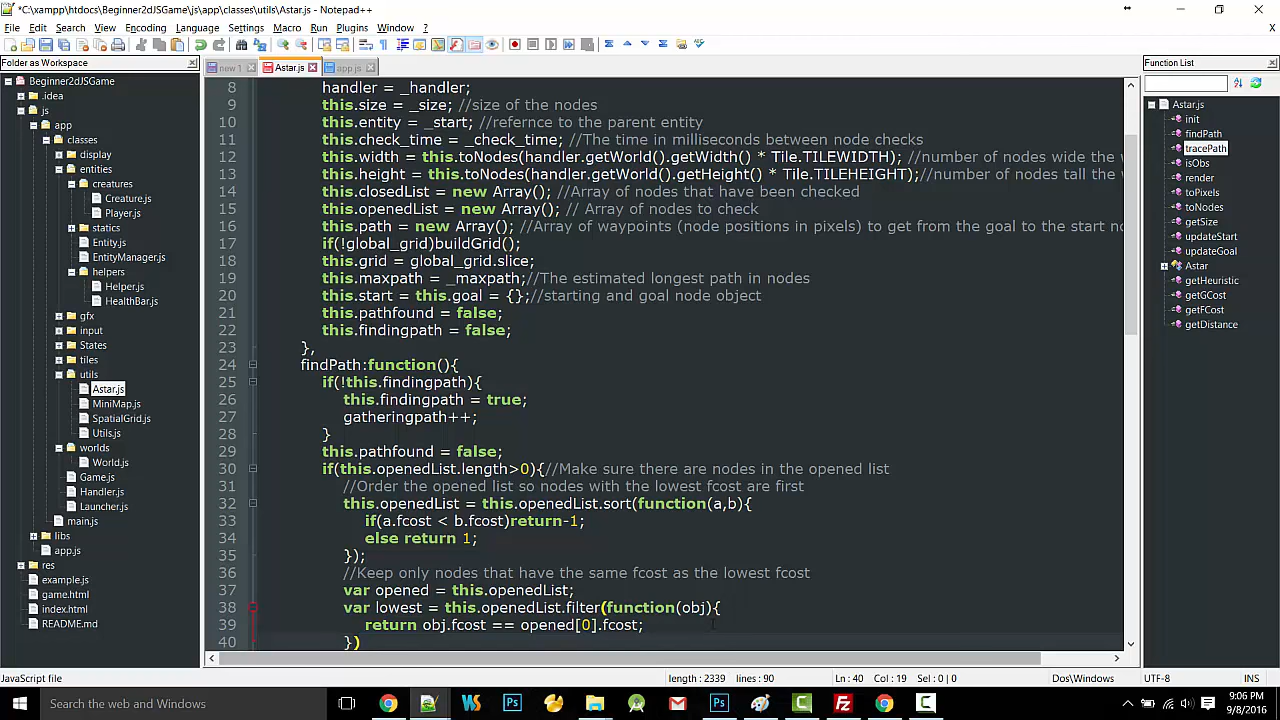 *C:\xampp\htdocs\Beginner2dJSGame\js\app\classes\utils\Astar.js - Notepad++
File Edit Search View Encoding Language Settings Macro Run Plugins Window ?
X
Folder as Workspace
Beginner2dJSGame
.idea
js
app
classes
display
entities
creatures
Creature.js
Player.js
statics
Entity.js
EntityManager.js
helpers
Helper.js
HealthBar.js
gfx
input
States
tiles
utils
Astar.js
MiniMap.js
SpatialGrid.js
Utils.js
worlds
World.js
Game.js
Handler.js
Launcher.js
main.js
libs
app.js
res
example.js
game.html
index.html
README.md
new 1 Astar.js app.js
8 handler = _handler;
9 this.size = _size; //size of the nodes
10 this.entity = _start; //refernce to the parent entity
11 this.check_time = _check_time; //The time in milliseconds between node checks
12 this.width = this.toNodes(handler.getWorld().getWidth() * Tile.TILEWIDTH); //number of nodes wide the w
13 this.height = this.toNodes(handler.getWorld().getHeight() * Tile.TILEHEIGHT);//number of nodes tall the w
14 this.closedList = new Array(); //Array of nodes that have been checked
15 this.openedList = new Array(); // Array of nodes to check
16 this.path = new Array(); //Array of waypoints (node positions in pixels) to get from the goal to the start no
17 if(!global_grid)buildGrid();
18 this.grid = global_grid.slice;
19 this.maxpath = _maxpath;//The estimated longest path in nodes
20 this.start = this.goal = {};//starting and goal node object
21 this.pathfound = false;
22 this.findingpath = false;
23 },
24 findPath:function(){
25 if(!this.findingpath){
26 this.findingpath = true;
27 gatheringpath++;
28 }
29 this.pathfound = false;
30 if(this.openedList.length>0){//Make sure there are nodes in the opened list
31 //Order the opened list so nodes with the lowest fcost are first
32 this.openedList = this.openedList.sort(function(a,b){
33 if(a.fcost < b.fcost)return-1;
34 else return 1;
35 });
36 //Keep only nodes that have the same fcost as the lowest fcost
37 var opened = this.openedList;
38 var lowest = this.openedList.filter(function(obj){
39 return obj.fcost == opened[0].fcost;
40 })
Function List
Astar.js
init
findPath
tracePath
isObs
render
toPixels
toNodes
getSize
updateStart
updateGoal
Astar
getHeuristic
getGCost
getFCost
getDistance
JavaScript file length : 2339 lines : 90 Ln : 40 Col : 19 Sel : 0 | 0 Dos\Windows UTF-8 INS
Search the web and Windows
9:06 PM
9/8/2016